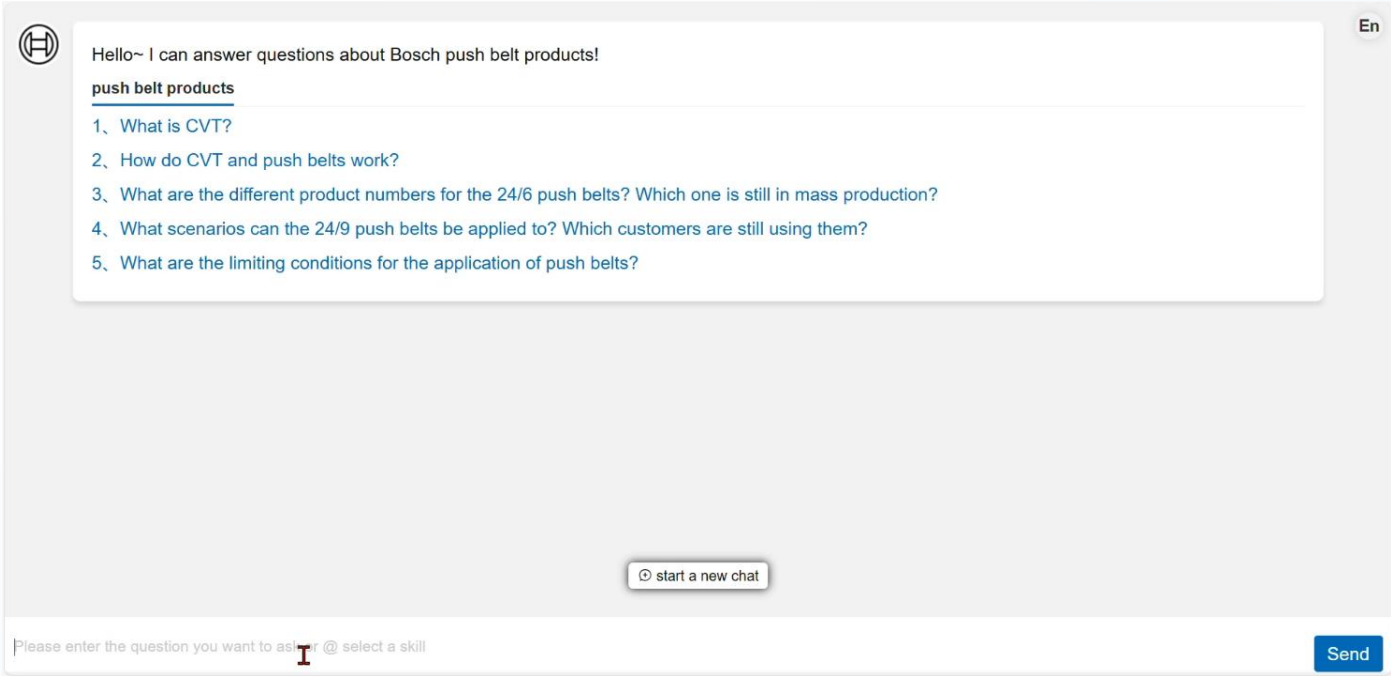 En
Hello~ I can answer questions about Bosch push belt products!
push belt products
1、What is CVT?
2、How do CVT and push belts work?
3、What are the different product numbers for the 24/6 push belts? Which one is still in mass production?
4、What scenarios can the 24/9 push belts be applied to? Which customers are still using them?
5、What are the limiting conditions for the application of push belts?
start a new chat
Please enter the question you want to ask or @ select a skill
Send